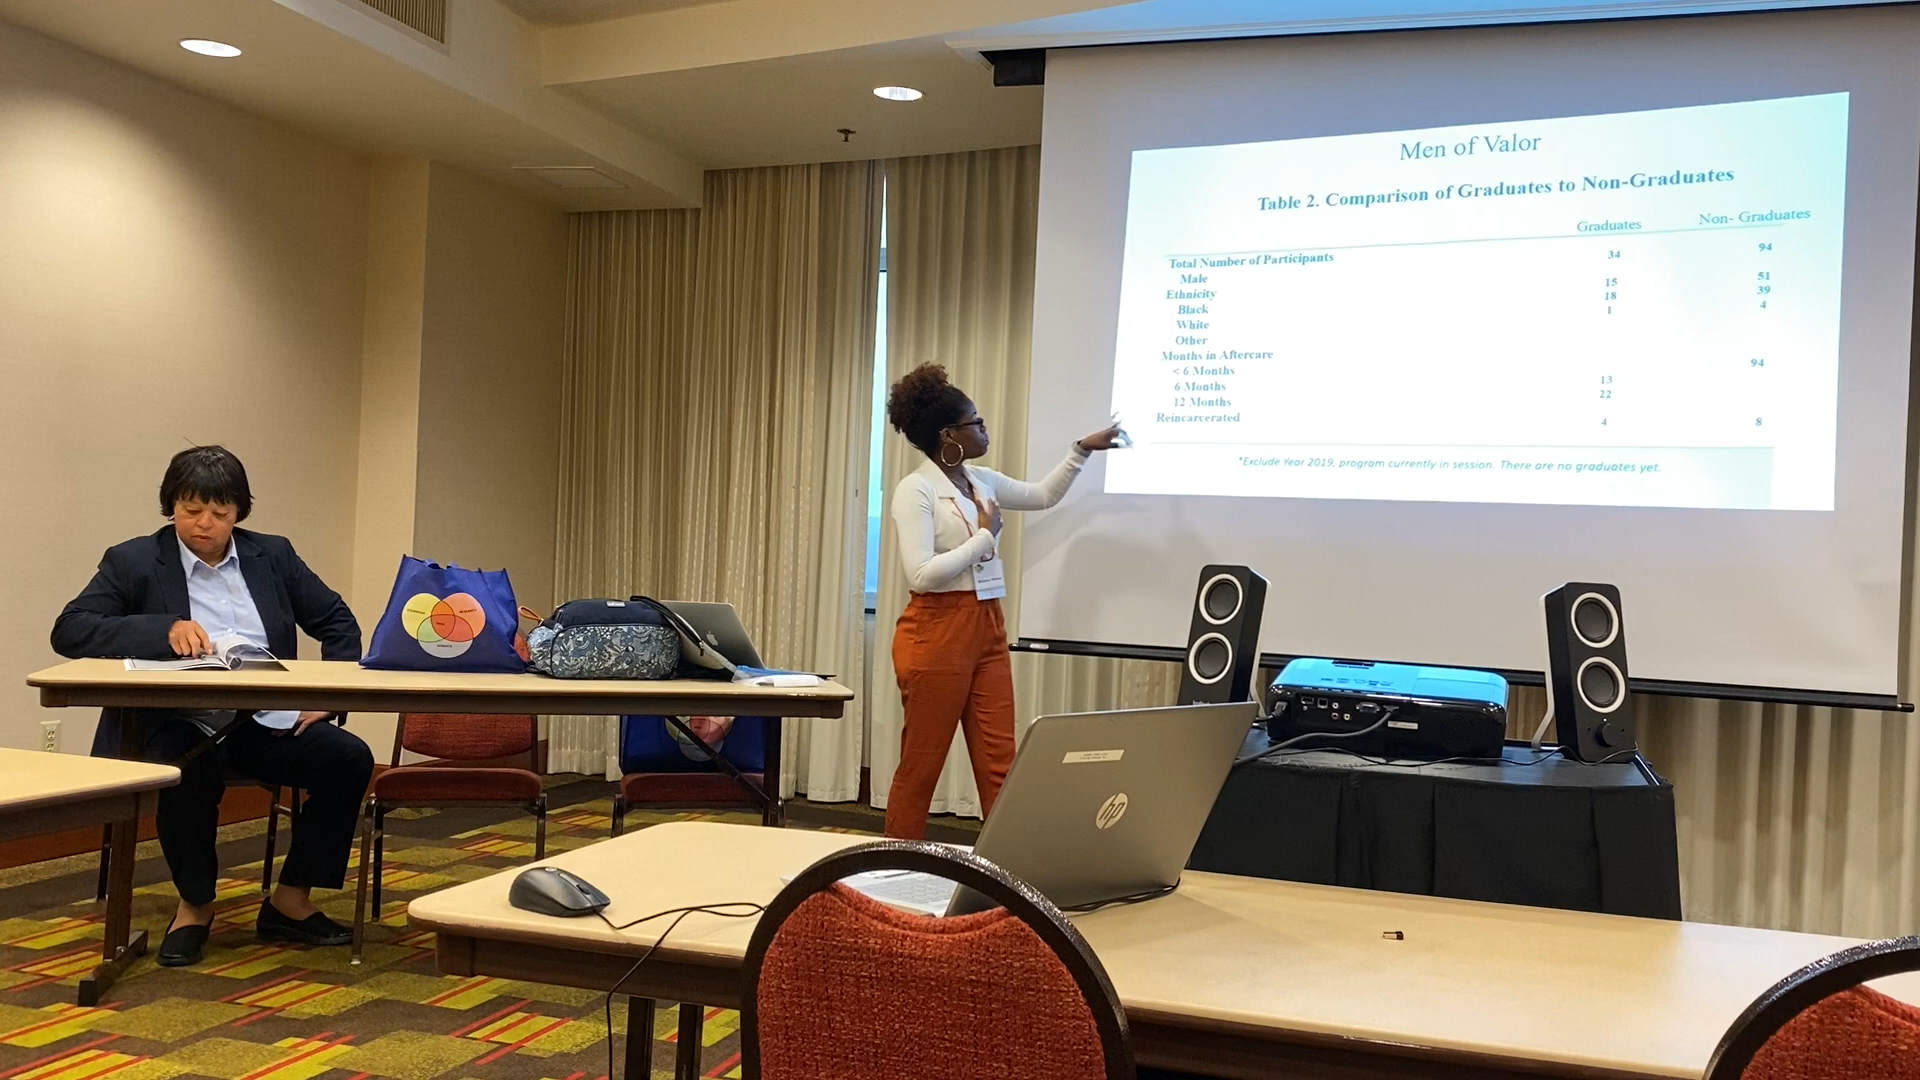 Men of Valor
Table 2. Comparison of Graduates to Non-Graduates
Graduates Non- Graduates
Total Number of Participants 34 94
Male
Ethnicity 15 51
Black 18 39
White 1 4
Other
Months in Aftercare
< 6 Months 94
6 Months 13
12 Months 22
Reincarcerated 4 8
*Exclude Year 2019, program currently in session. There are no graduates yet.
hp